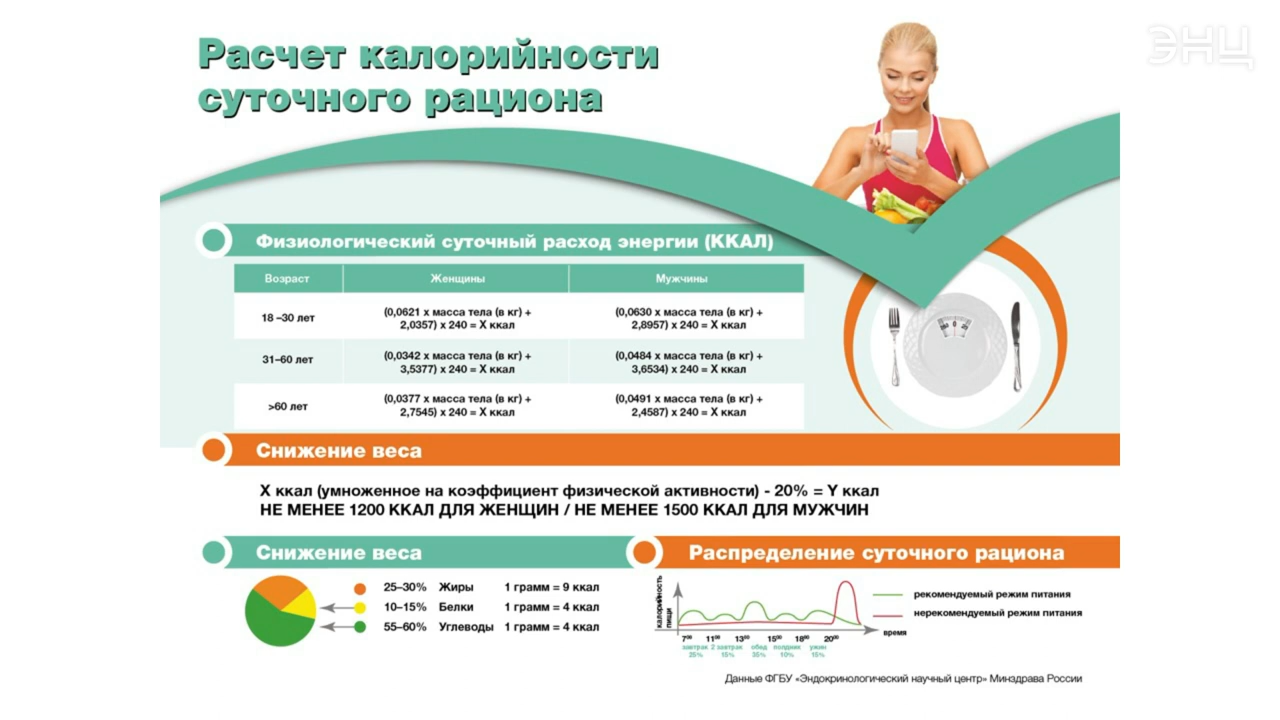 ЭНЦ
Расчет калорийности
суточного рациона
Физиологический суточный расход энергии (ККАЛ)
Возраст Женщины Мужчины
18 –30 лет (0,0621 х масса тела (в кг) + 2,0357) х 240 = Х ккал (0,0630 х масса тела (в кг) + 2,8957) х 240 = Х ккал
31–60 лет (0,0342 х масса тела (в кг) + 3,5377) х 240 = Х ккал (0,0484 х масса тела (в кг) + 3,6534) х 240 = Х ккал
>60 лет (0,0377 х масса тела (в кг) + 2,7545) х 240 = Х ккал (0,0491 х масса тела (в кг) + 2,4587) х 240 = Х ккал
Снижение веса
Х ккал (умноженное на коэффициент физической активности) - 20% = Y ккал
НЕ МЕНЕЕ 1200 ККАЛ ДЛЯ ЖЕНЩИН / НЕ МЕНЕЕ 1500 ККАЛ ДЛЯ МУЖЧИН
Снижение веса
25–30% Жиры 1 грамм = 9 ккал
10–15% Белки 1 грамм = 4 ккал
55–60% Углеводы 1 грамм = 4 ккал
Распределение суточного рациона
калорийность
пищи
рекомендуемый режим питания
нерекомендуемый режим питания
время
7⁰⁰ 11⁰⁰ 13⁰⁰ 15⁰⁰ 18⁰⁰ 20⁰⁰
завтрак 2 завтрак обед полдник ужин
25% 15% 35% 10% 15%
Данные ФГБУ «Эндокринологический научный центр» Минздрава России